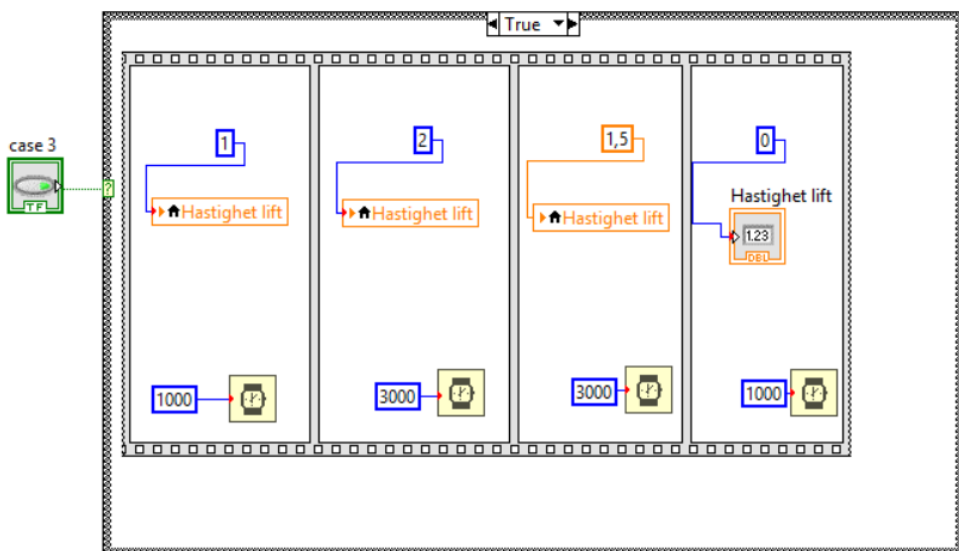 True
case 3
TF
?
1
2
1,5
0
Hastighet lift
Hastighet lift
Hastighet lift
Hastighet lift
1.23
DBL
1000
3000
3000
1000